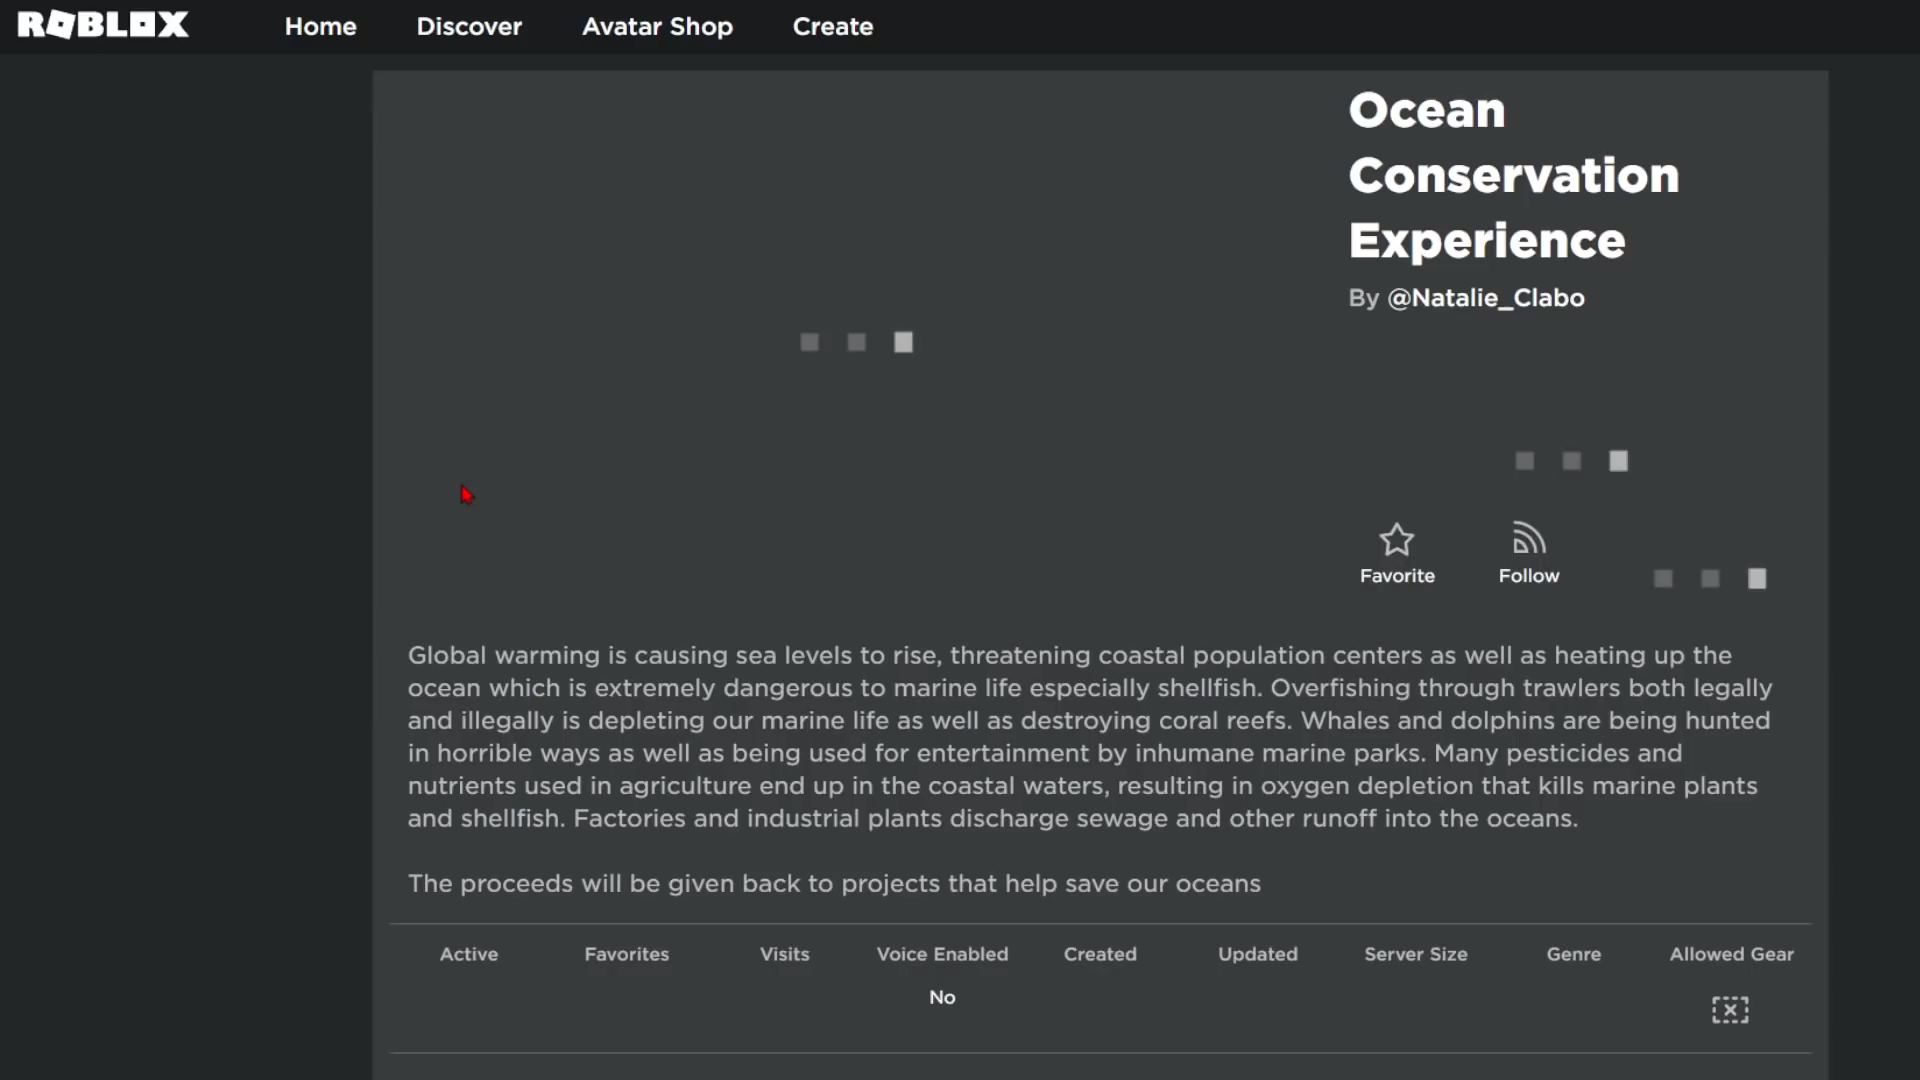 ROBLOX Home Discover Avatar Shop Create
Ocean
Conservation
Experience
By @Natalie_Clabo
Favorite Follow
Global warming is causing sea levels to rise, threatening coastal population centers as well as heating up the
ocean which is extremely dangerous to marine life especially shellfish. Overfishing through trawlers both legally
and illegally is depleting our marine life as well as destroying coral reefs. Whales and dolphins are being hunted
in horrible ways as well as being used for entertainment by inhumane marine parks. Many pesticides and
nutrients used in agriculture end up in the coastal waters, resulting in oxygen depletion that kills marine plants
and shellfish. Factories and industrial plants discharge sewage and other runoff into the oceans.
The proceeds will be given back to projects that help save our oceans
Active Favorites Visits Voice Enabled Created Updated Server Size Genre Allowed Gear
No